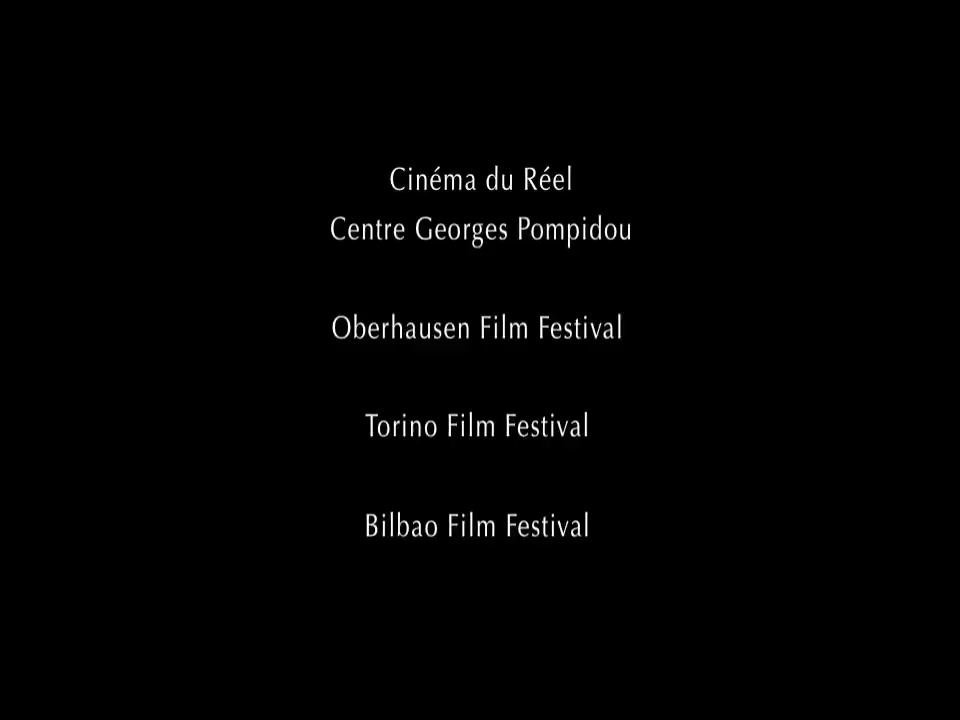 Cinéma du Réel
Centre Georges Pompidou
Oberhausen Film Festival
Torino Film Festival
Bilbao Film Festival